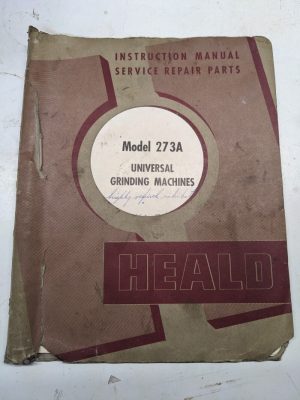 INSTRUCTION MANUAL
SERVICE REPAIR PARTS
Model 273A
UNIVERSAL
GRINDING MACHINES
HEALD